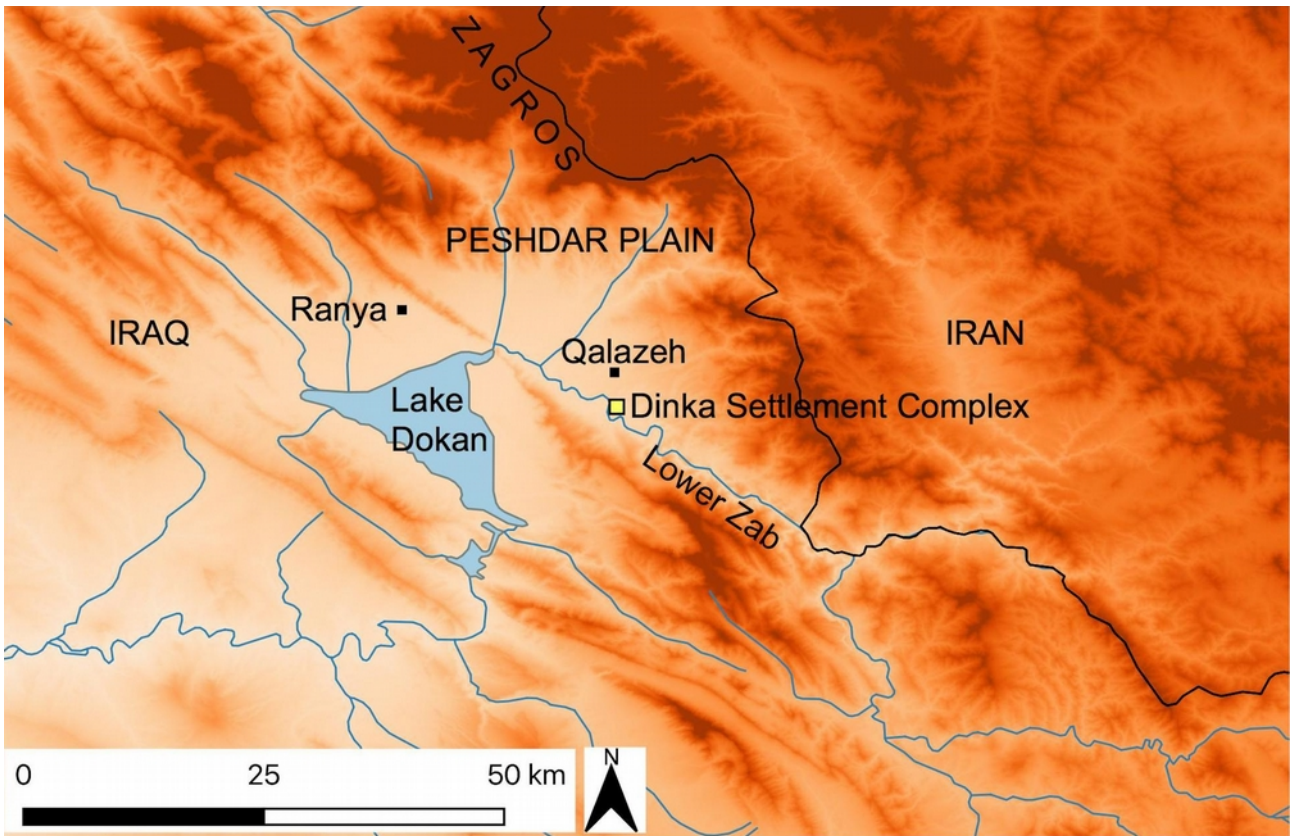 ZAGROS
PESHDAR PLAIN
Ranya
IRAQ
IRAN
Qalazeh
Lake
Dokan
Dinka Settlement Complex
Lower Zab
N
0 25 50 km